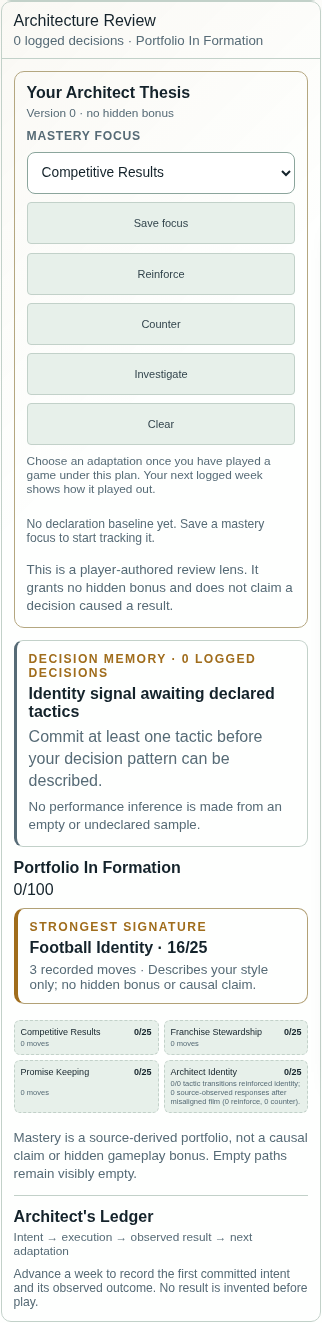 Architecture Review
0 logged decisions · Portfolio In Formation
Your Architect Thesis
Version 0 · no hidden bonus
MASTERY FOCUS
Competitive Results
Save focus
Reinforce
Counter
Investigate
Clear
Choose an adaptation once you have played a
game under this plan. Your next logged week
shows how it played out.
No declaration baseline yet. Save a mastery
focus to start tracking it.
This is a player-authored review lens. It
grants no hidden bonus and does not claim a
decision caused a result.
DECISION MEMORY · 0 LOGGED
DECISIONS
Identity signal awaiting declared
tactics
Commit at least one tactic before
your decision pattern can be
described.
No performance inference is made from an
empty or undeclared sample.
Portfolio In Formation
0/100
STRONGEST SIGNATURE
Football Identity · 16/25
3 recorded moves · Describes your style
only; no hidden bonus or causal claim.
Competitive Results 0/25
0 moves
Franchise Stewardship 0/25
0 moves
Promise Keeping 0/25
0 moves
Architect Identity 0/25
0/0 tactic transitions reinforced identity;
0 source-observed responses after
misaligned film (0 reinforce, 0 counter).
Mastery is a source-derived portfolio, not a causal
claim or hidden gameplay bonus. Empty paths
remain visibly empty.
Architect's Ledger
Intent → execution → observed result → next
adaptation
Advance a week to record the first committed intent
and its observed outcome. No result is invented before
play.